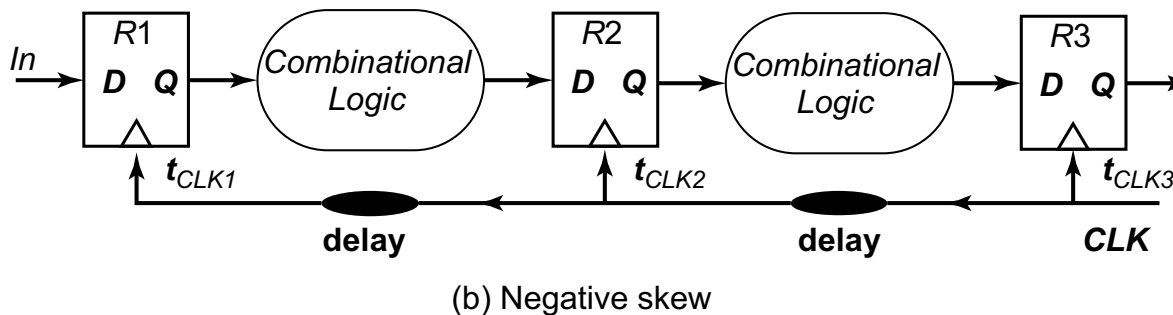 In
R1
D Q
Combinational
Logic
R2
D Q
Combinational
Logic
R3
D Q
tCLK1
tCLK2
tCLK3
delay
delay
CLK
(b) Negative skew